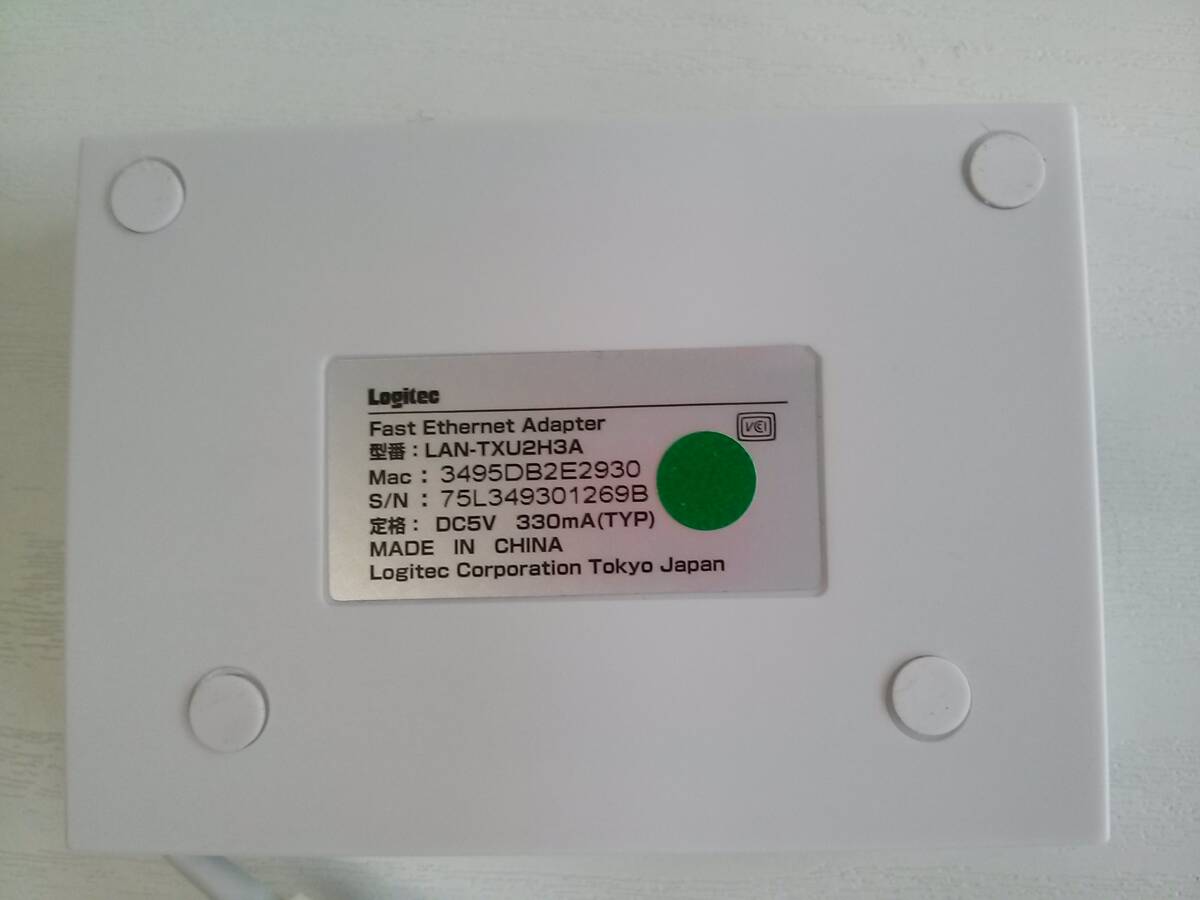 Logitec
Fast Ethernet Adapter
VCI
型番：LAN-TXU2H3A
Mac : 3495DB2E2930
S/N : 75L349301269B
定格： DC5V 330mA(TYP)
MADE IN CHINA
Logitec Corporation Tokyo Japan